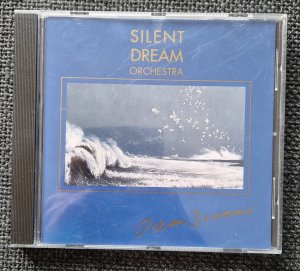 SILENT
DREAM
ORCHESTRA
Ocean Dreams